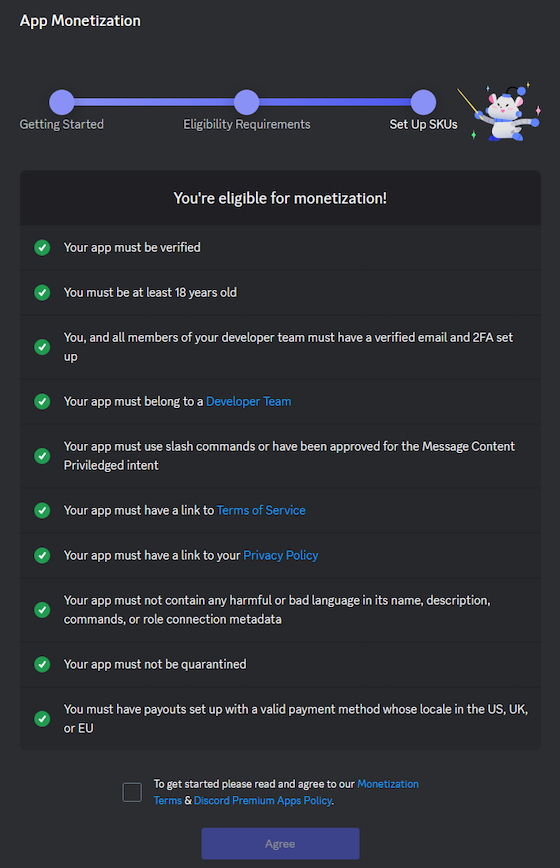 App Monetization
Getting Started
Eligibility Requirements
Set Up SKUs
You're eligible for monetization!
Your app must be verified
You must be at least 18 years old
You, and all members of your developer team must have a verified email and 2FA set
up
Your app must belong to a Developer Team
Your app must use slash commands or have been approved for the Message Content
Priviledged intent
Your app must have a link to Terms of Service
Your app must have a link to your Privacy Policy
Your app must not contain any harmful or bad language in its name, description,
commands, or role connection metadata
Your app must not be quarantined
You must have payouts set up with a valid payment method whose locale in the US, UK,
or EU
To get started please read and agree to our Monetization
Terms & Discord Premium Apps Policy.
Agree